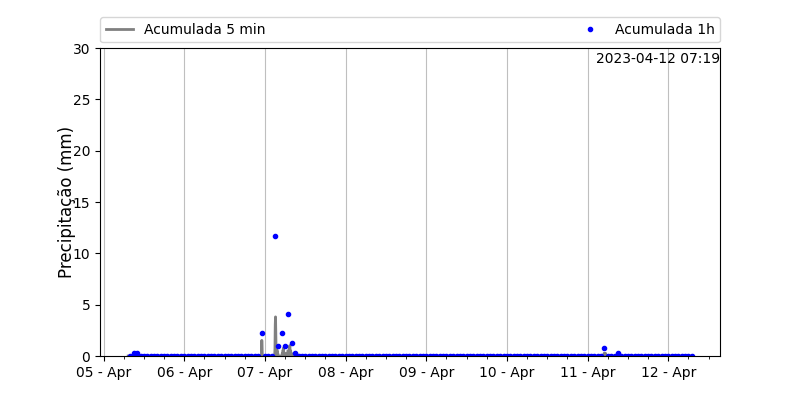 Acumulada 5 min
Acumulada 1h
2023-04-12 07:19
Precipitação (mm)
30
25
20
15
10
5
0
05 - Apr
06 - Apr
07 - Apr
08 - Apr
09 - Apr
10 - Apr
11 - Apr
12 - Apr